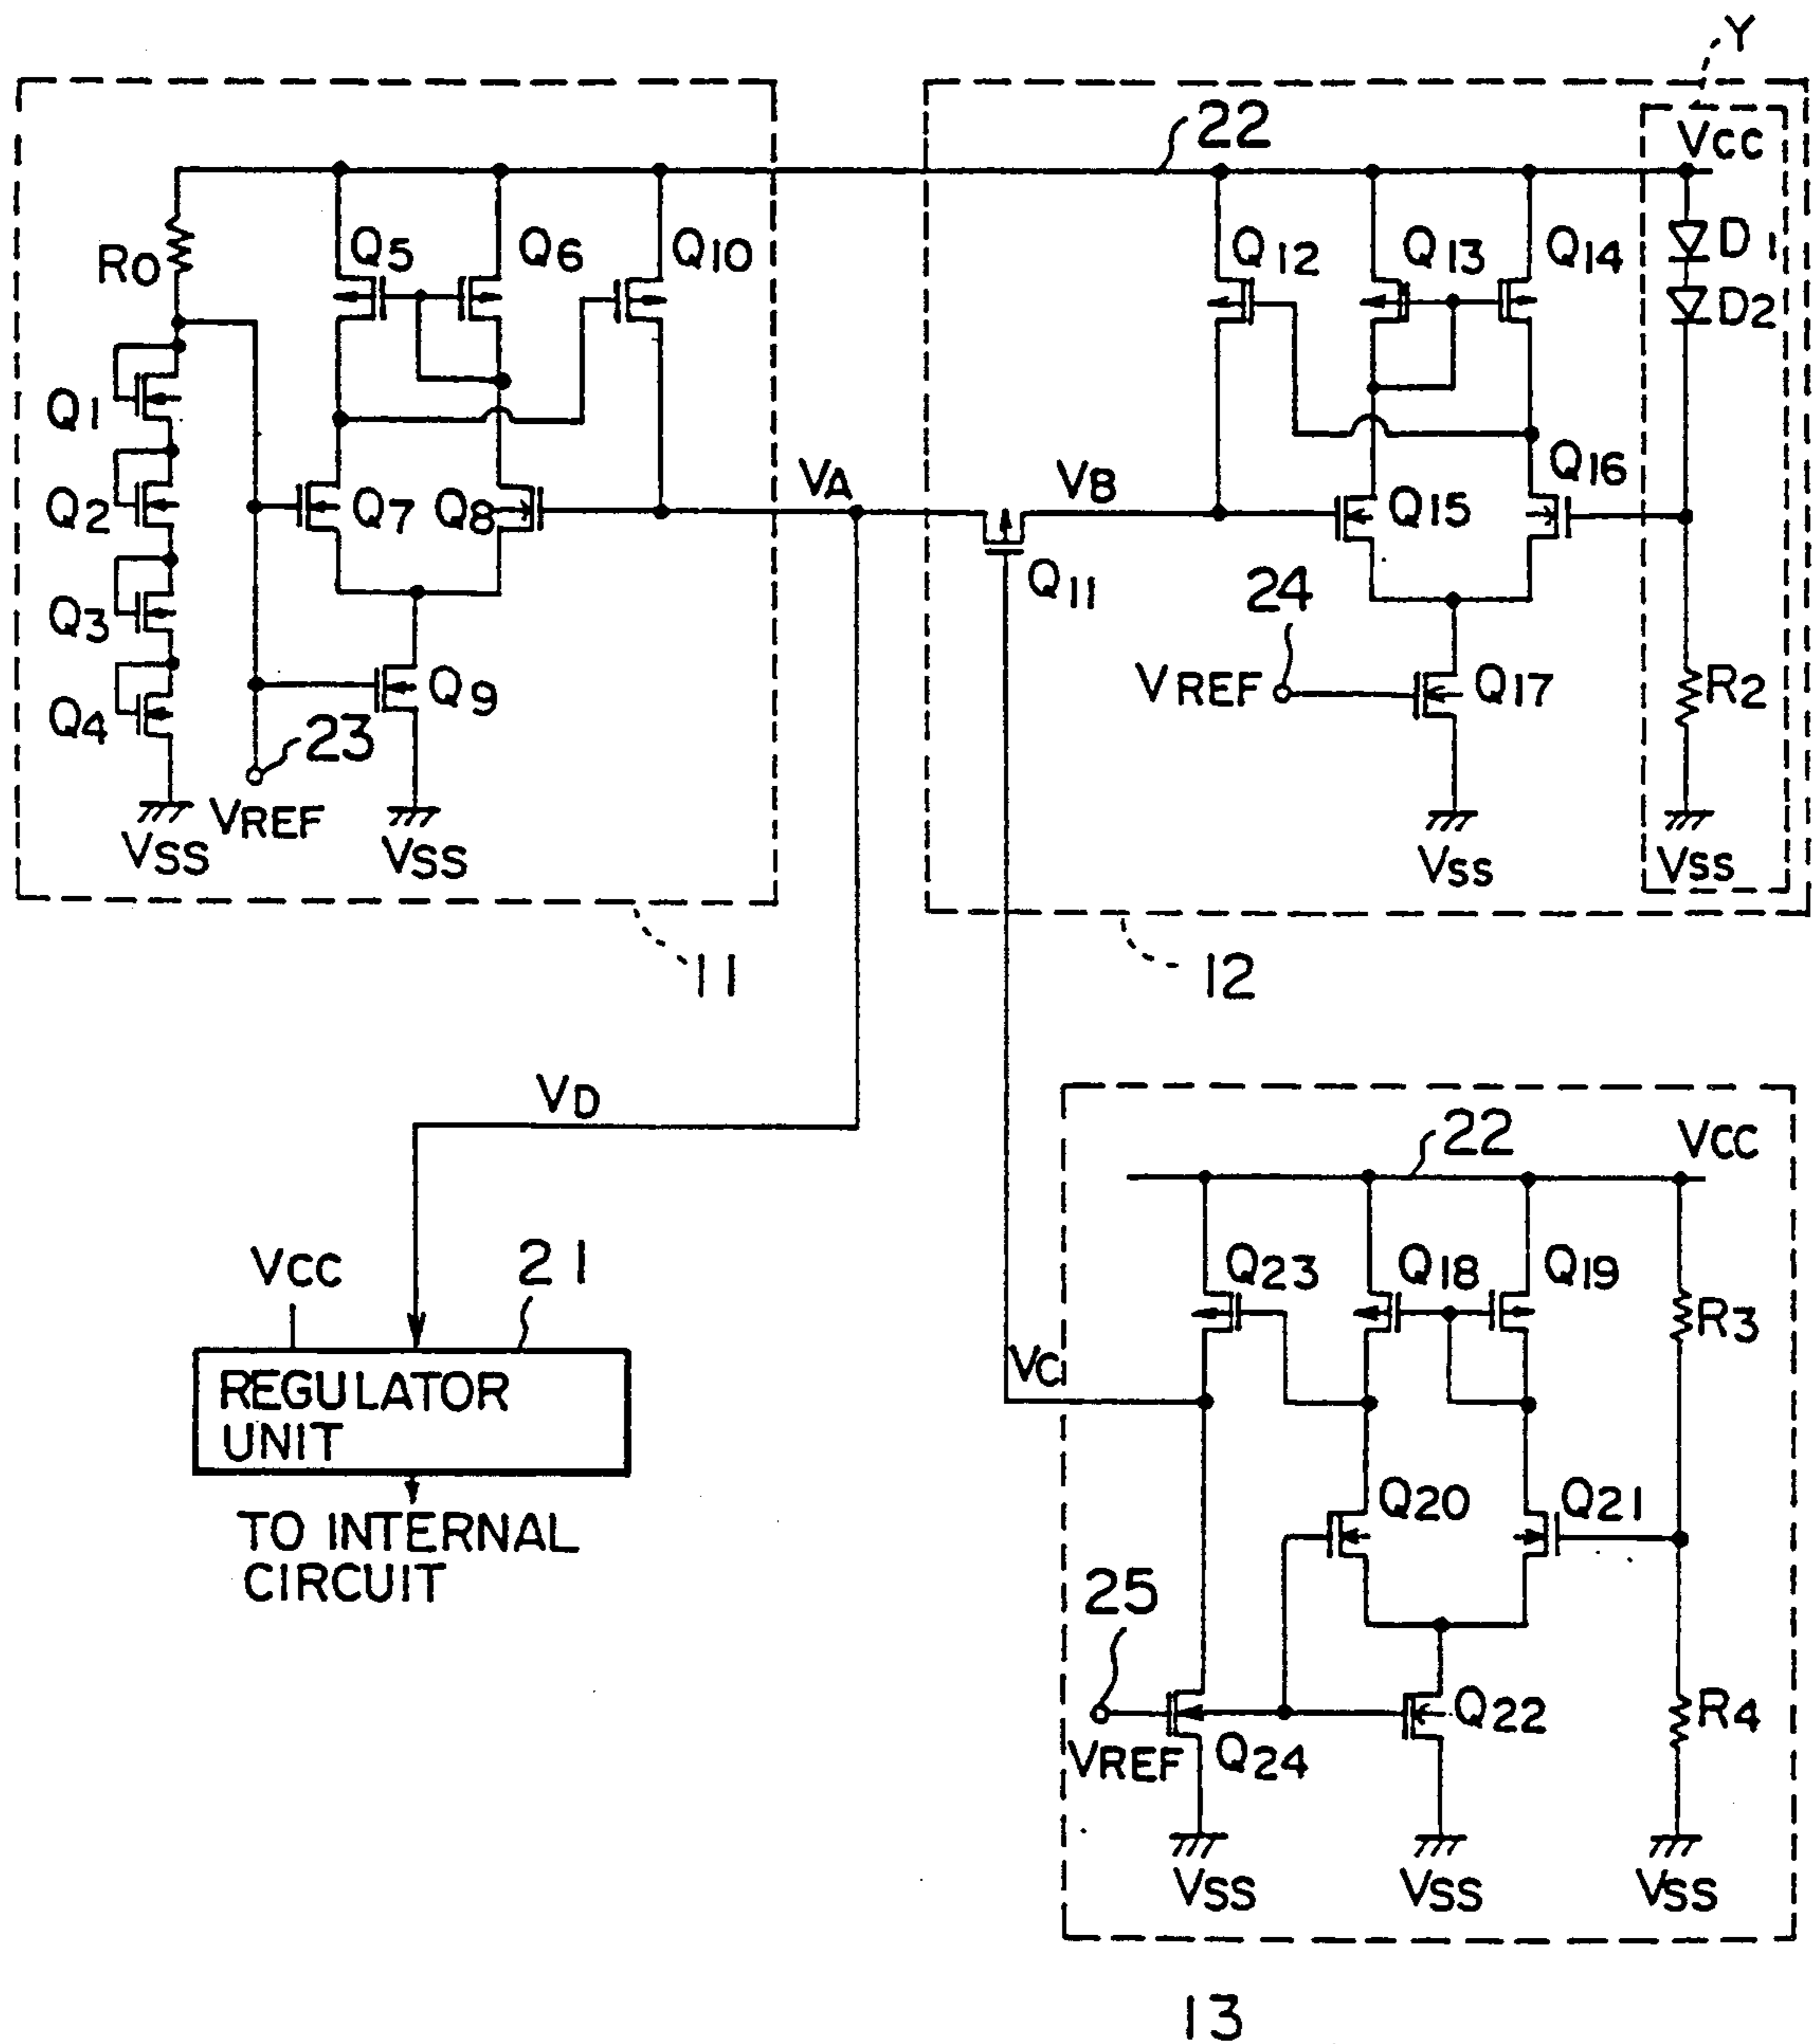 Y
22
VCC
R0
Q5
Q6
Q10
Q12
Q13
Q14
D1
D2
Q1
Q2
Q3
Q4
Q7
Q8
Q9
VA
VB
Q11
Q15
Q16
24
VREF
Q17
R2
23
VREF
VSS
VSS
VSS
VSS
11
12
VD
22
VCC
VCC
21
REGULATOR
UNIT
TO INTERNAL
CIRCUIT
Q23
Q18
Q19
R3
VC
Q20
Q21
25
VREF
Q24
Q22
R4
VSS
VSS
VSS
13